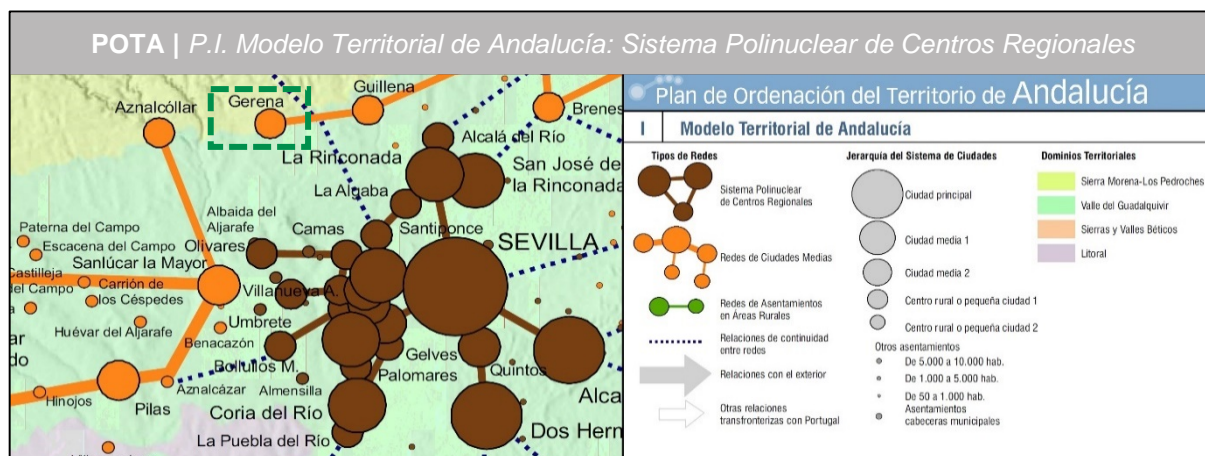 POTA | P.I. Modelo Territorial de Andalucía: Sistema Polinuclear de Centros Regionales
Aznalcóllar
Gerena
Guillena
Brenes
Alcalá del Río
La Rinconada
San José de
la Rinconada
La Algaba
Albaida del
Aljarafe
Paterna del Campo
Camas
Santiponce
SEVILLA
Escacena del Campo
Olivares
Sanlúcar la Mayor
Castilleja
del Campo
Carrión de
los Céspedes
Villanueva A.
Umbrete
Huévar del Aljarafe
Benacazón
Gelves
Bollullos M.
Palomares
Quintos
Hinojos
Pilas
Aznalcázar
Almensilla
Alca
Coria del Río
Dos Herm
La Puebla del Río
Plan de Ordenación del Territorio de Andalucía
I Modelo Territorial de Andalucía
Tipos de Redes
Sistema Polinuclear
de Centros Regionales
Redes de Ciudades Medias
Redes de Asentamientos
en Áreas Rurales
Relaciones de continuidad
entre redes
Relaciones con el exterior
Otras relaciones
transfronterizas con Portugal
Jerarquía del Sistema de Ciudades
Ciudad principal
Ciudad media 1
Ciudad media 2
Centro rural o pequeña ciudad 1
Centro rural o pequeña ciudad 2
Otros asentamientos
De 5.000 a 10.000 hab.
De 1.000 a 5.000 hab.
De 50 a 1.000 hab.
Asentamientos
cabeceras municipales
Dominios Territoriales
Sierra Morena-Los Pedroches
Valle del Guadalquivir
Sierras y Valles Béticos
Litoral